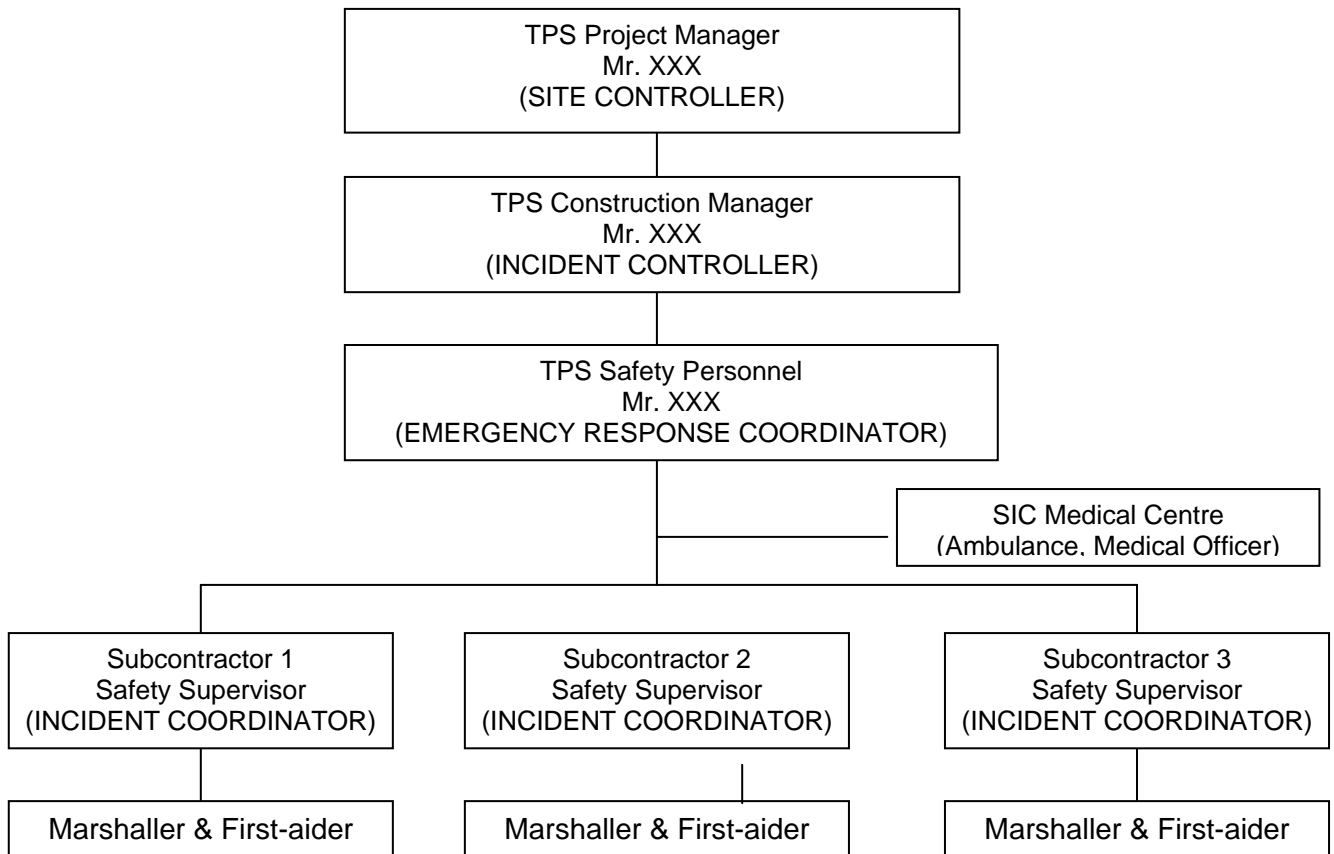 TPS Project Manager
Mr. XXX
(SITE CONTROLLER)
TPS Construction Manager
Mr. XXX
(INCIDENT CONTROLLER)
TPS Safety Personnel
Mr. XXX
(EMERGENCY RESPONSE COORDINATOR)
SIC Medical Centre
(Ambulance, Medical Officer)
Subcontractor 1
Safety Supervisor
(INCIDENT COORDINATOR)
Subcontractor 2
Safety Supervisor
(INCIDENT COORDINATOR)
Subcontractor 3
Safety Supervisor
(INCIDENT COORDINATOR)
Marshaller & First-aider
Marshaller & First-aider
Marshaller & First-aider